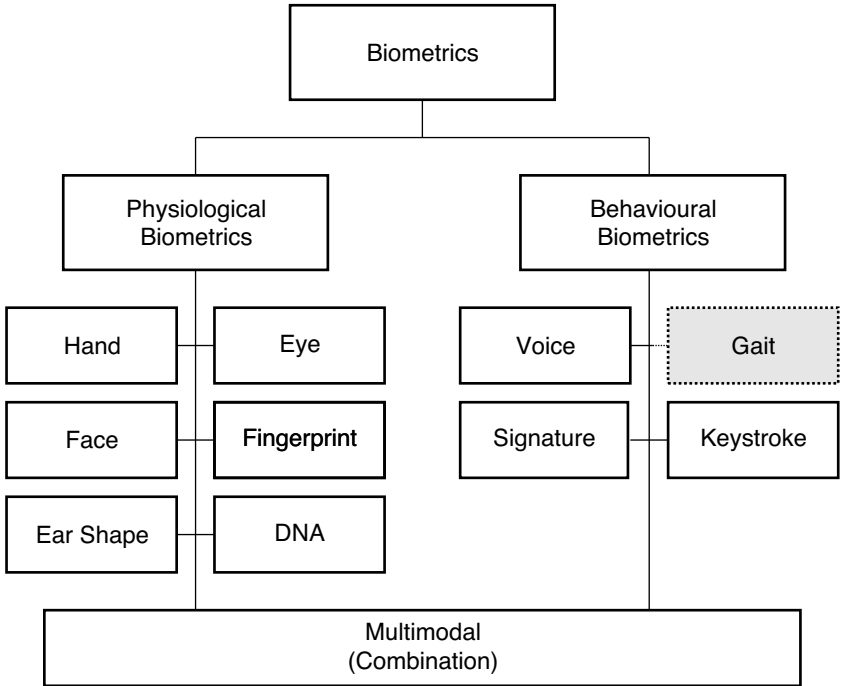 Biometrics
Physiological
Biometrics
Behavioural
Biometrics
Hand
Eye
Voice
Gait
Face
Fingerprint
Signature
Keystroke
Ear Shape
DNA
Multimodal
(Combination)